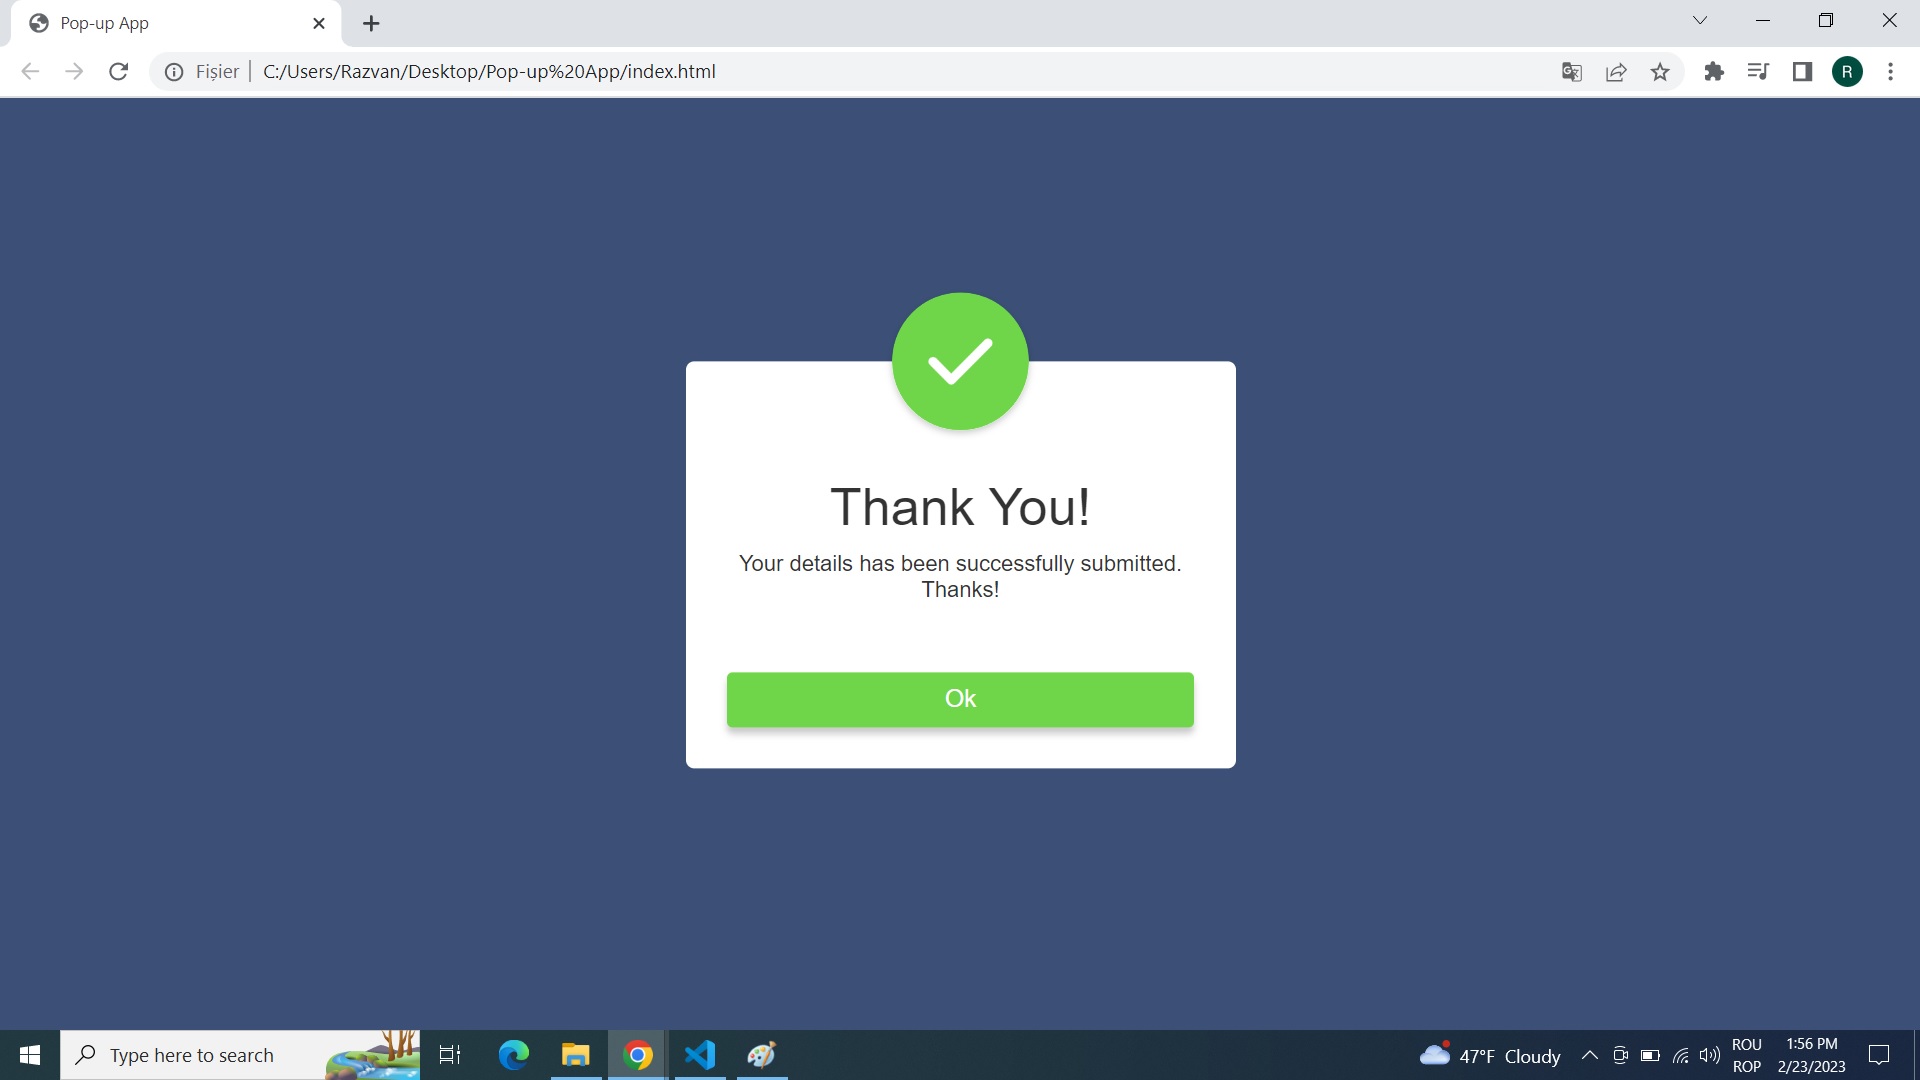 Pop-up App
Fișier
C:/Users/Razvan/Desktop/Pop-up%20App/index.html
R
Thank You!
Your details has been successfully submitted.
Thanks!
Ok
Type here to search
47°F Cloudy
ROU
ROP
1:56 PM
2/23/2023